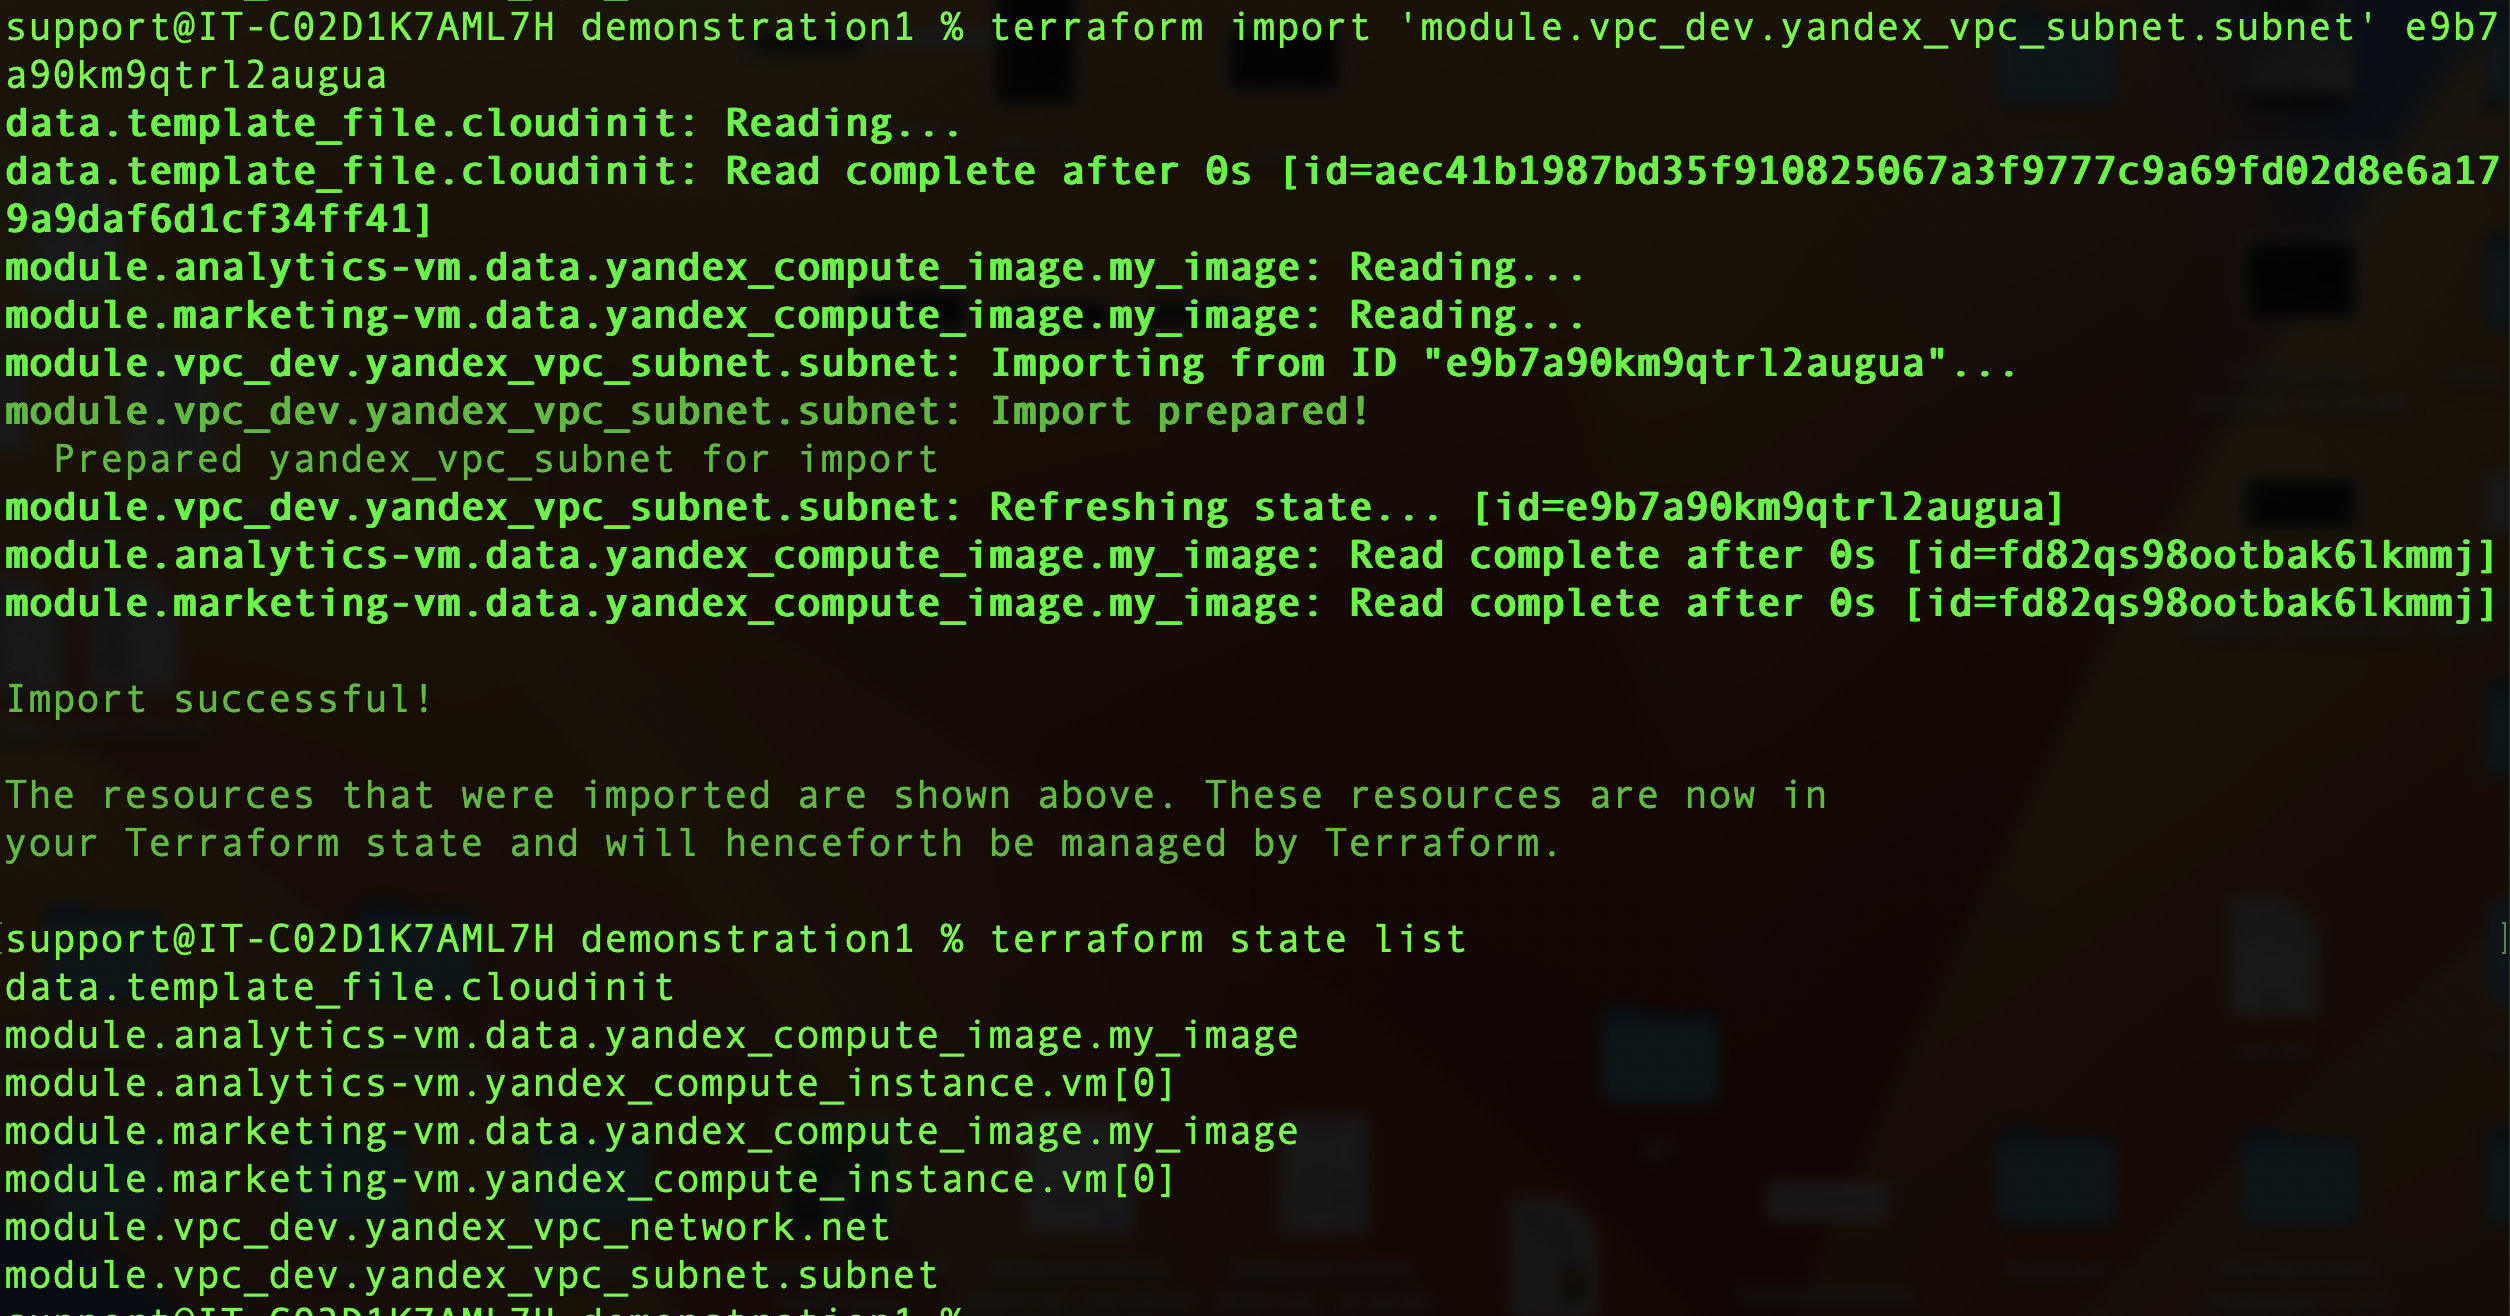 support@IT-C02D1K7AML7H demonstration1 % terraform import 'module.vpc_dev.yandex_vpc_subnet.subnet' e9b7
a90km9qtrl2augua
data.template_file.cloudinit: Reading...
data.template_file.cloudinit: Read complete after 0s [id=aec41b1987bd35f910825067a3f9777c9a69fd02d8e6a17
9a9daf6d1cf34ff41]
module.analytics-vm.data.yandex_compute_image.my_image: Reading...
module.marketing-vm.data.yandex_compute_image.my_image: Reading...
module.vpc_dev.yandex_vpc_subnet.subnet: Importing from ID "e9b7a90km9qtrl2augua"...
module.vpc_dev.yandex_vpc_subnet.subnet: Import prepared!
  Prepared yandex_vpc_subnet for import
module.vpc_dev.yandex_vpc_subnet.subnet: Refreshing state... [id=e9b7a90km9qtrl2augua]
module.analytics-vm.data.yandex_compute_image.my_image: Read complete after 0s [id=fd82qs98ootbak6lkmmj]
module.marketing-vm.data.yandex_compute_image.my_image: Read complete after 0s [id=fd82qs98ootbak6lkmmj]
Import successful!
The resources that were imported are shown above. These resources are now in
your Terraform state and will henceforth be managed by Terraform.
[support@IT-C02D1K7AML7H demonstration1 % terraform state list ]
data.template_file.cloudinit
module.analytics-vm.data.yandex_compute_image.my_image
module.analytics-vm.yandex_compute_instance.vm[0]
module.marketing-vm.data.yandex_compute_image.my_image
module.marketing-vm.yandex_compute_instance.vm[0]
module.vpc_dev.yandex_vpc_network.net
module.vpc_dev.yandex_vpc_subnet.subnet
support@IT-C02D1K7AML7H demonstration1 %